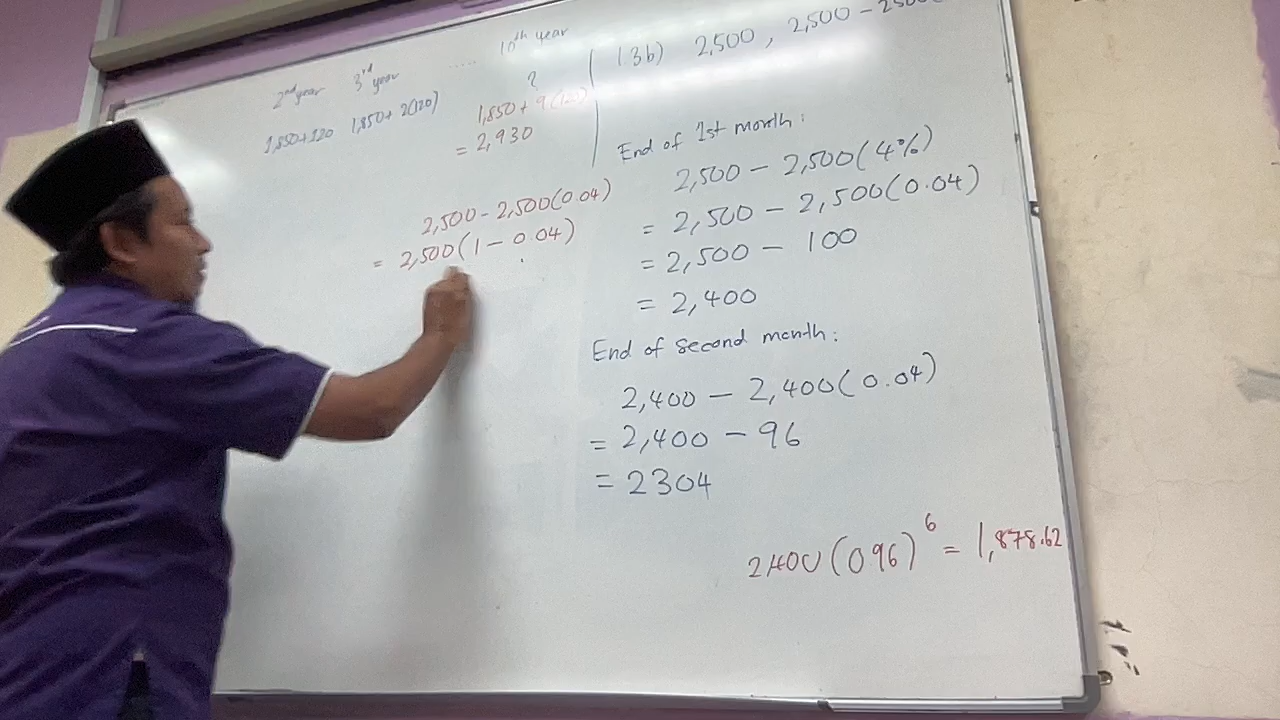 2nd year 3rd year ..... 10th year
?
1,850+120 1,850+2(120) 1,850+9(120)
= 2,930
2,500 - 2,500(0.04)
= 2,500(1 - 0.04)
1.3b) 2,500, 2,500 - 2500
End of 1st month:
2,500 - 2,500(4%)
= 2,500 - 2,500(0.04)
= 2,500 - 100
= 2,400
End of second month:
2,400 - 2,400(0.04)
= 2,400 - 96
= 2304
2400(0.96)^6 = 1,878.62